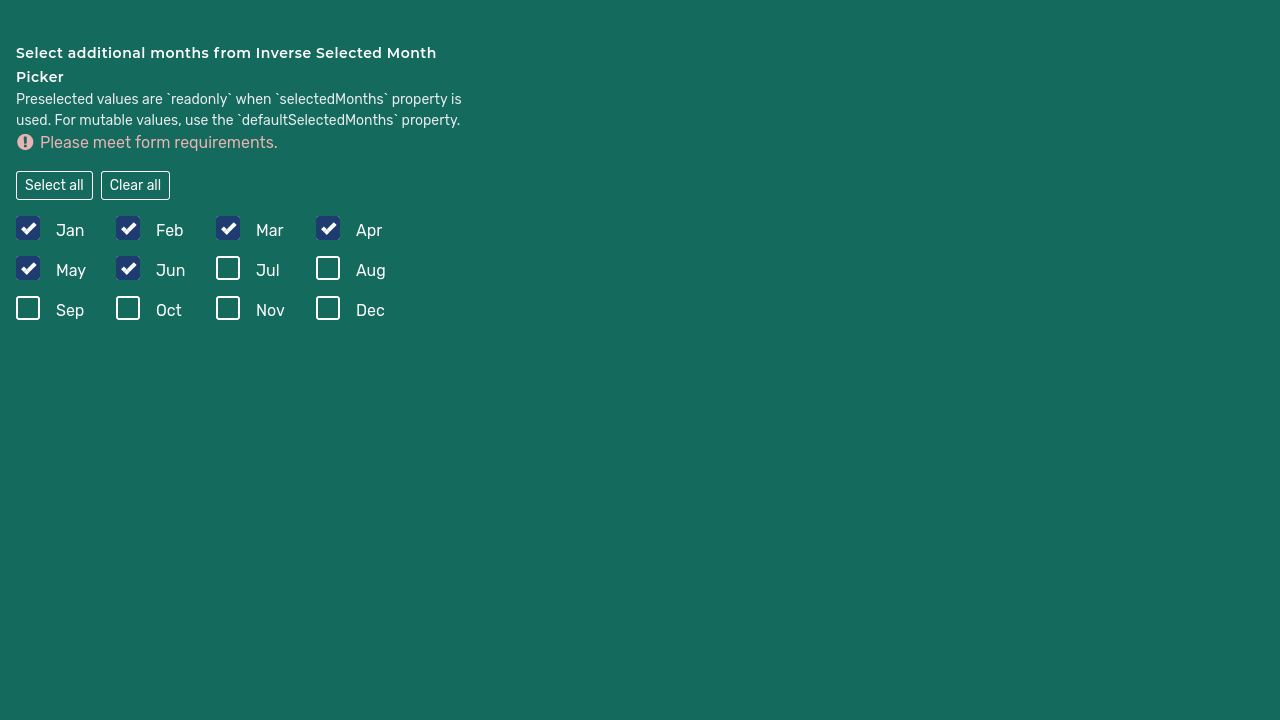 Select additional months from Inverse Selected Month
Picker
Preselected values are `readonly` when `selectedMonths` property is
used. For mutable values, use the `defaultSelectedMonths` property.
Please meet form requirements.
Select all Clear all
Jan Feb Mar Apr
May Jun Jul Aug
Sep Oct Nov Dec